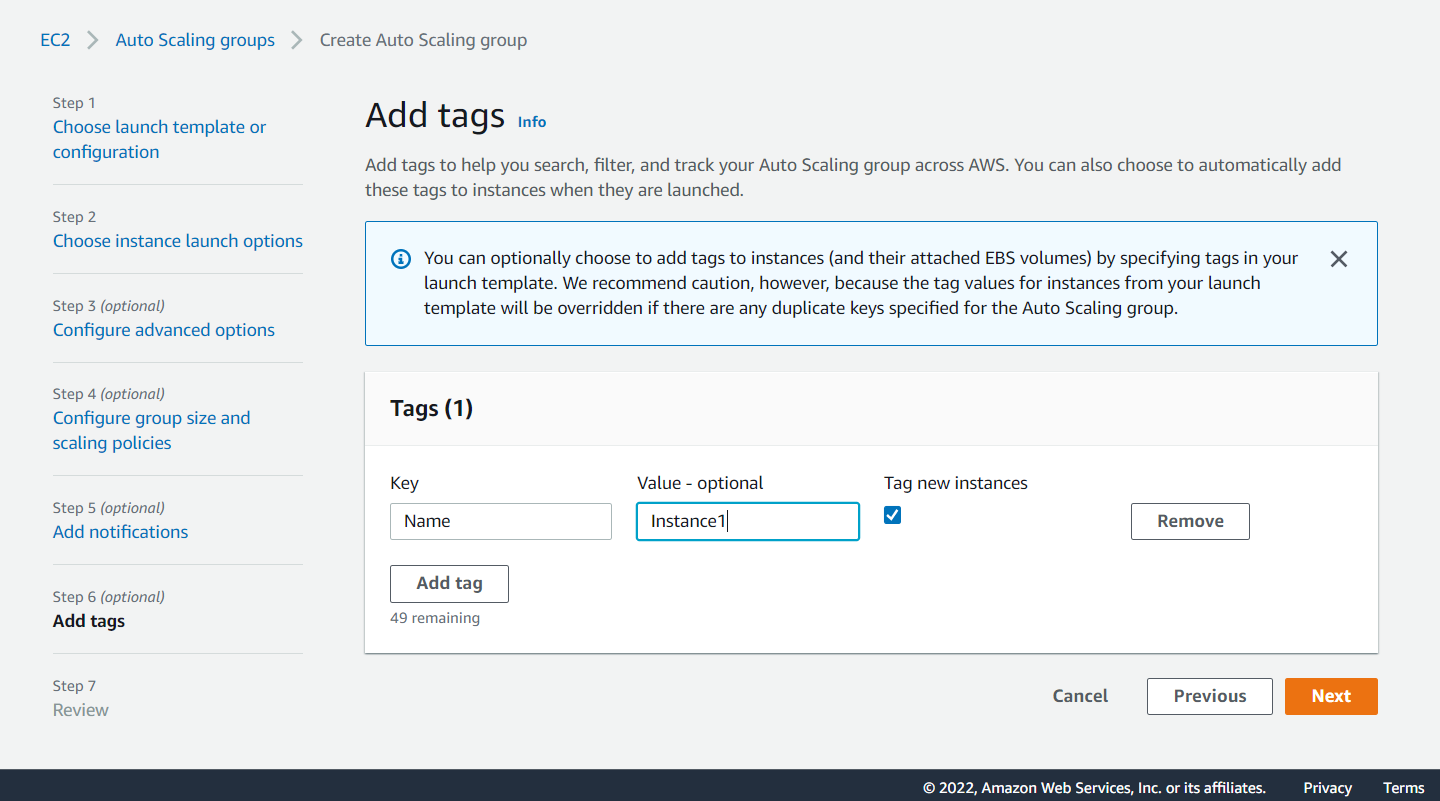 EC2 > Auto Scaling groups > Create Auto Scaling group
Step 1
Choose launch template or
configuration
Step 2
Choose instance launch options
Step 3 (optional)
Configure advanced options
Step 4 (optional)
Configure group size and
scaling policies
Step 5 (optional)
Add notifications
Step 6 (optional)
Add tags
Step 7
Review
Add tags Info
Add tags to help you search, filter, and track your Auto Scaling group across AWS. You can also choose to automatically add
these tags to instances when they are launched.
You can optionally choose to add tags to instances (and their attached EBS volumes) by specifying tags in your
launch template. We recommend caution, however, because the tag values for instances from your launch
template will be overridden if there are any duplicate keys specified for the Auto Scaling group.
Tags (1)
Key Value - optional Tag new instances
Name Instance1 Remove
Add tag
49 remaining
Cancel Previous Next
© 2022, Amazon Web Services, Inc. or its affiliates. Privacy Terms